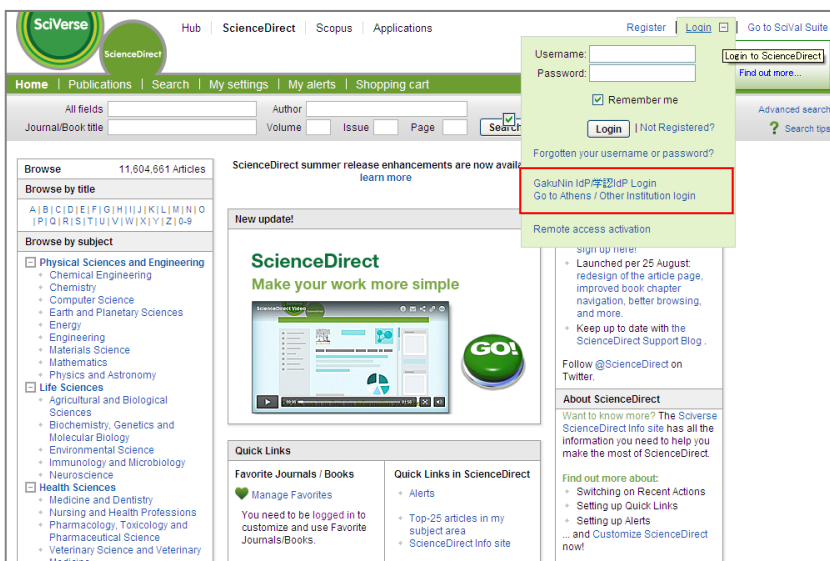 SciVerse
ScienceDirect
Hub | ScienceDirect | Scopus | Applications
Register | Login | Go to SciVal Suite
Login to ScienceDirect
Find out more...
Username:
Password:
Remember me
Login | Not Registered?
Forgotten your username or password?
GakuNin IdP/学認IdP Login
Go to Athens / Other Institution login
Remote access activation
Home | Publications | Search | My settings | My alerts | Shopping cart
All fields
Author
Advanced search
Journal/Book title
Volume
Issue
Page
Search
? Search tips
Browse 11,604,661 Articles
Browse by title
A|B|C|D|E|F|G|H|I|J|K|L|M|N|O
|P|Q|R|S|T|U|V|W|X|Y|Z|0-9
Browse by subject
Physical Sciences and Engineering
Chemical Engineering
Chemistry
Computer Science
Earth and Planetary Sciences
Energy
Engineering
Materials Science
Mathematics
Physics and Astronomy
Life Sciences
Agricultural and Biological
Sciences
Biochemistry, Genetics and
Molecular Biology
Environmental Science
Immunology and Microbiology
Neuroscience
Health Sciences
Medicine and Dentistry
Nursing and Health Professions
Pharmacology, Toxicology and
Pharmaceutical Science
Veterinary Science and Veterinary
Medicine
ScienceDirect summer release enhancements are now
learn more
New update!
ScienceDirect
Make your work more simple
ScienceDirect Video
GO!
Quick Links
Favorite Journals / Books
Manage Favorites
You need to be logged in to
customize and use Favorite
Journals/Books.
Quick Links in ScienceDirect
Alerts
Top-25 articles in my
subject area
ScienceDirect Info site
sign up here!
Launched per 25 August:
redesign of the article page,
improved book chapter
navigation, better browsing,
and more.
Keep up to date with the
ScienceDirect Support Blog .
Follow @ScienceDirect on
Twitter.
About ScienceDirect
Want to know more? The Sciverse
ScienceDirect Info site has all the
information you need to help you
make the most of ScienceDirect.
Find out more about:
Switching on Recent Actions
Setting up Quick Links
Setting up Alerts
... and Customize ScienceDirect
now!